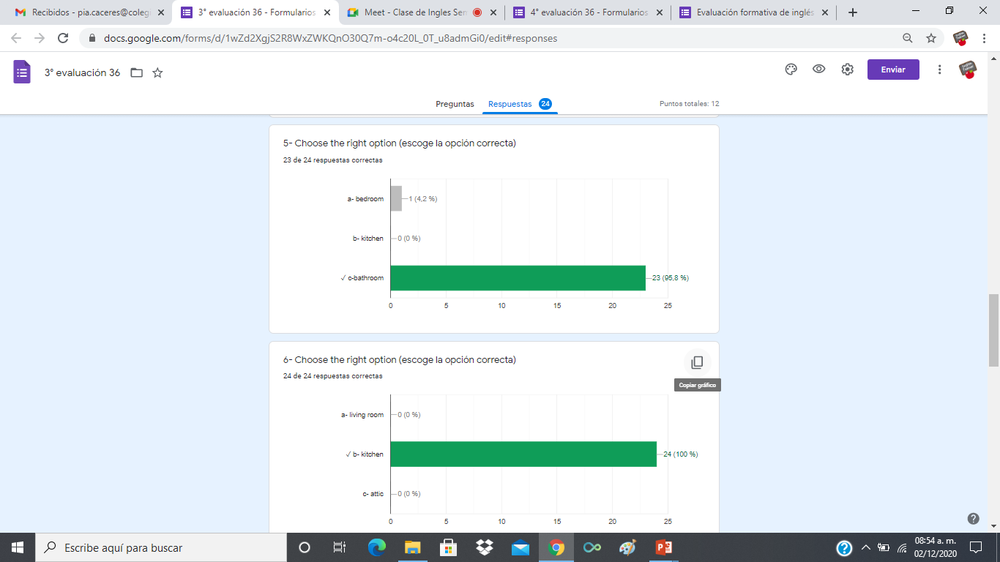 Recibidos - pia.caceres@coleg
3° evaluación 36 - Formularios
Meet - Clase de Ingles Sem
4° evaluación 36 - Formularios
Evaluación formativa de inglés
docs.google.com/forms/d/1wZd2XgjS2R8WxZWKQnO30Q7m-o4c20L_0T_u8admGi0/edit#responses
3° evaluación 36
Enviar
Preguntas
Respuestas 24
Puntos totales: 12
5- Choose the right option (escoge la opción correcta)
23 de 24 respuestas correctas
a- bedroom
1 (4,2 %)
b- kitchen
0 (0 %)
✓ c-bathroom
23 (95,8 %)
0 5 10 15 20 25
6- Choose the right option (escoge la opción correcta)
24 de 24 respuestas correctas
Copiar gráfico
a- living room
0 (0 %)
✓ b- kitchen
24 (100 %)
c- attic
0 (0 %)
0 5 10 15 20 25
Escribe aquí para buscar
08:54 a. m.
02/12/2020